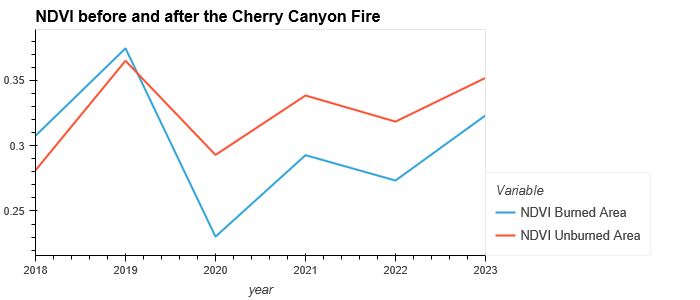 NDVI before and after the Cherry Canyon Fire
0.35
0.3
0.25
2018 2019 2020 2021 2022 2023
year
Variable
NDVI Burned Area
NDVI Unburned Area